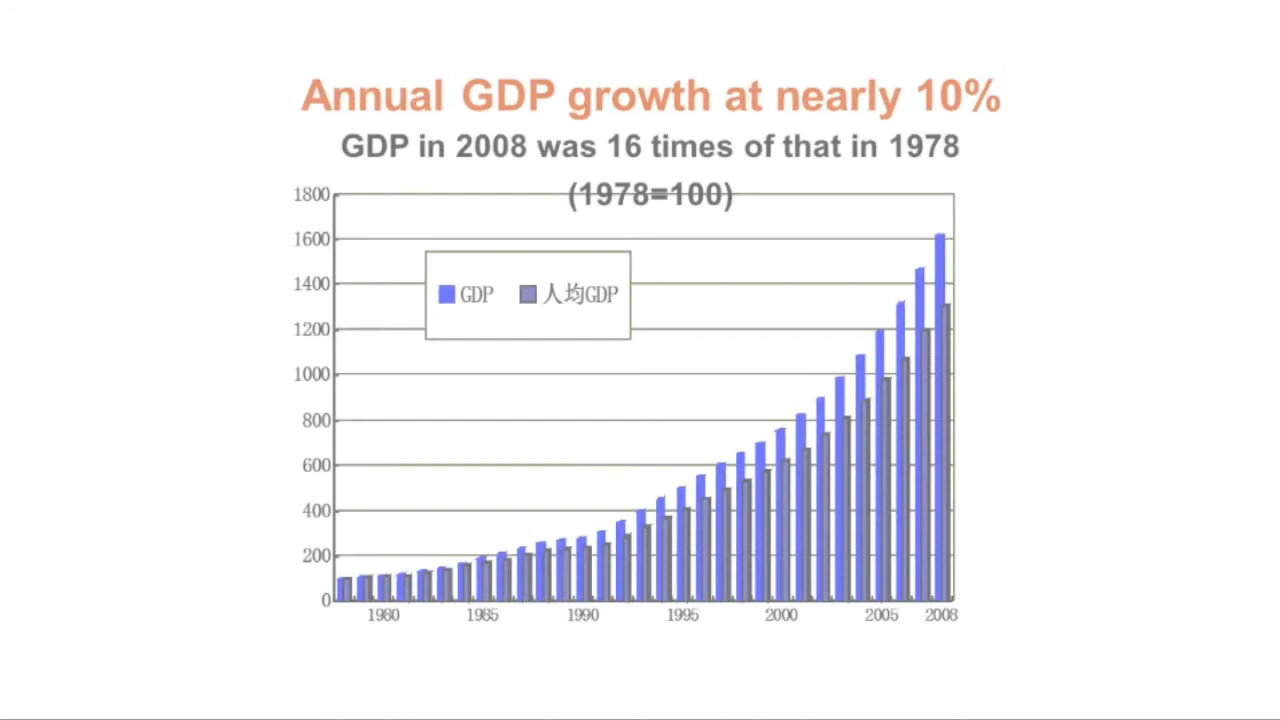 Annual GDP growth at nearly 10%
GDP in 2008 was 16 times of that in 1978
(1978=100)
1800
1600
1400
1200
1000
800
600
400
200
0
GDP 人均GDP
1980 1985 1990 1995 2000 2005 2008